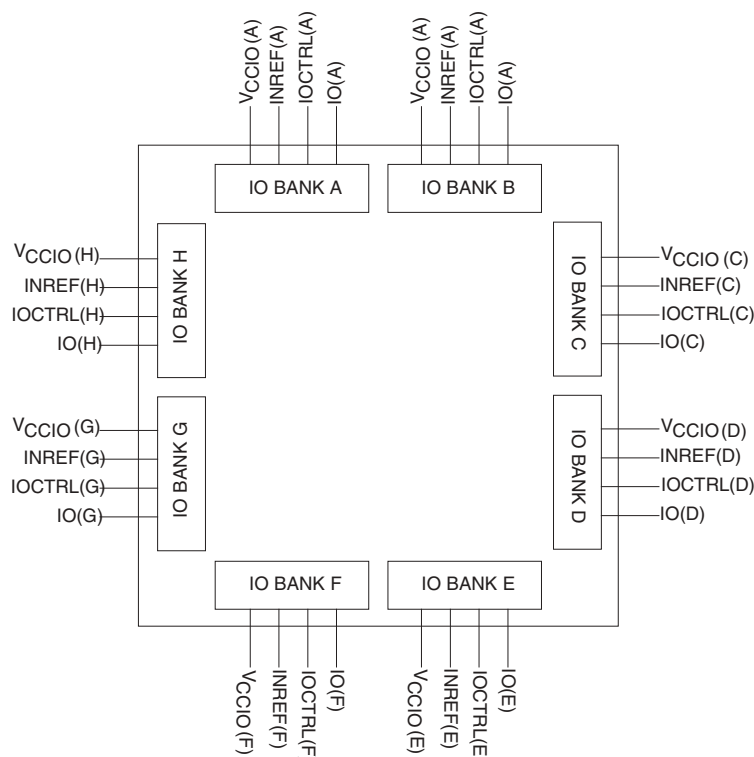 VCCIO(A)
INREF(A)
IOCTRL(A)
IO(A)
VCCIO(A)
INREF(A)
IOCTRL(A)
IO(A)
IO BANK A
IO BANK B
VCCIO(H)
INREF(H)
IOCTRL(H)
IO(H)
IO BANK H
IO BANK C
VCCIO(C)
INREF(C)
IOCTRL(C)
IO(C)
VCCIO(G)
INREF(G)
IOCTRL(G)
IO(G)
IO BANK G
IO BANK D
VCCIO(D)
INREF(D)
IOCTRL(D)
IO(D)
IO BANK F
IO BANK E
VCCIO(F)
INREF(F)
IOCTRL(F
IO(F)
VCCIO(E)
INREF(E)
IOCTRL(E
IO(E)